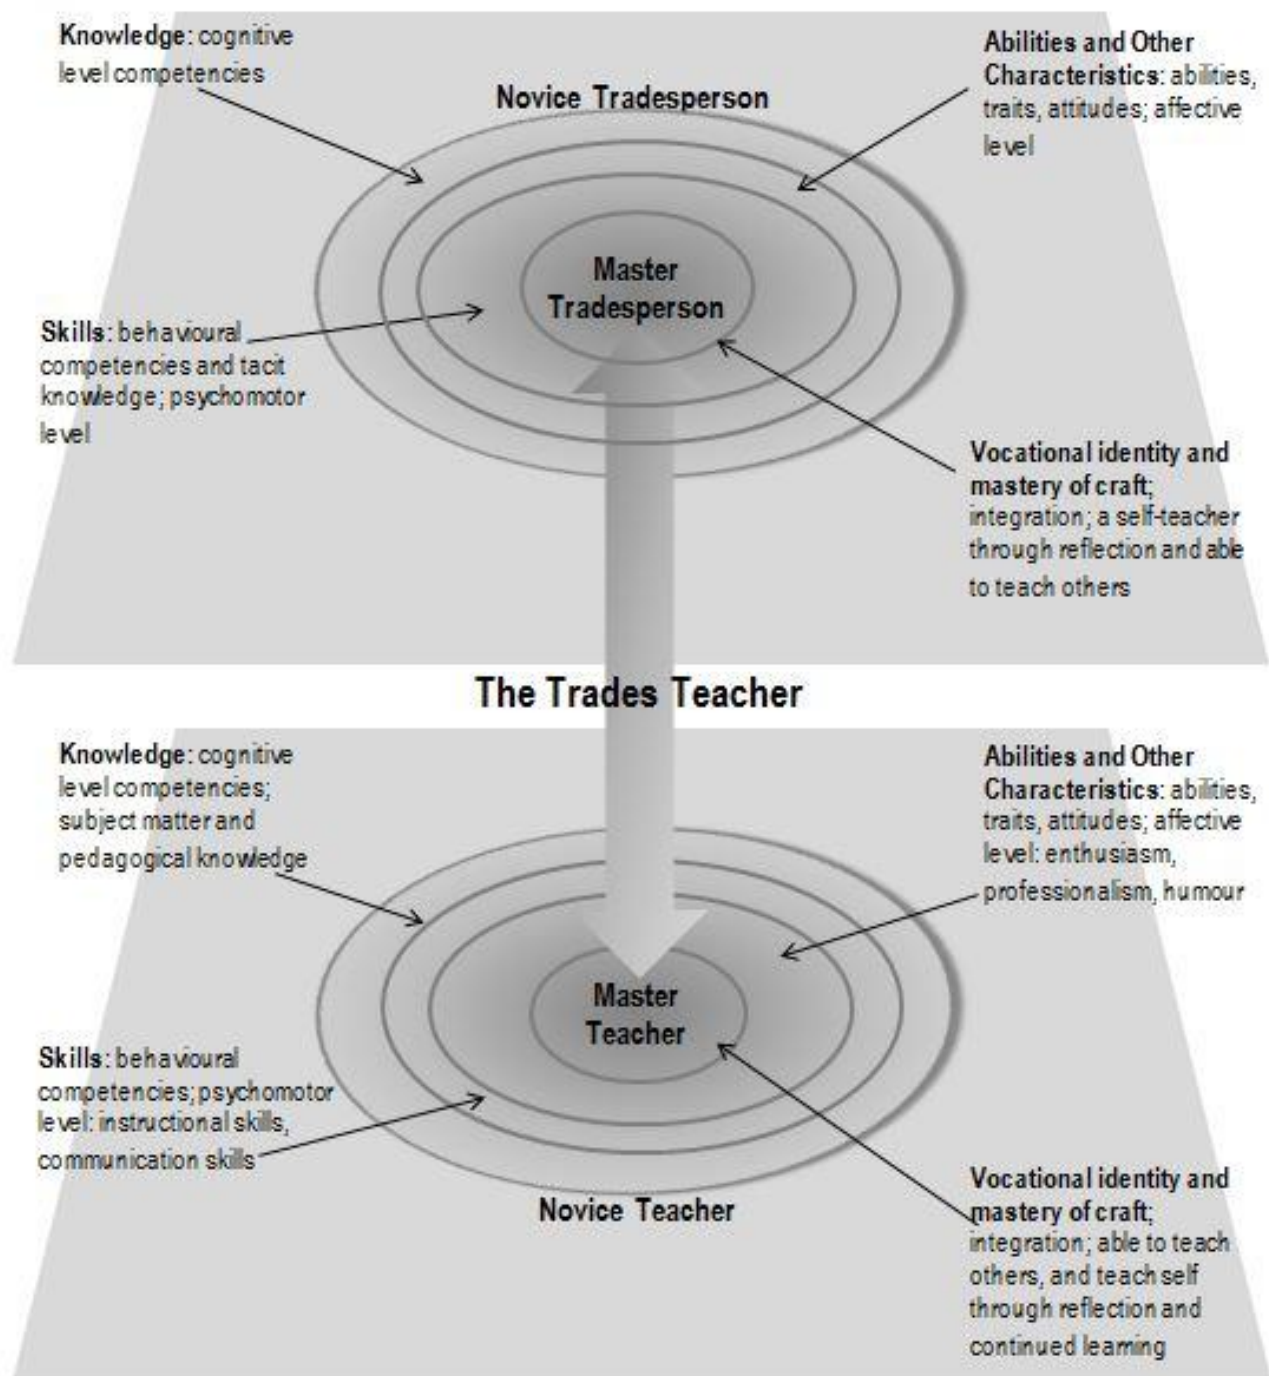 Knowledge: cognitive
level competencies
Abilities and Other
Characteristics: abilities,
traits, attitudes; affective
level
Novice Tradesperson
Master
Tradesperson
Skills: behavioural
competencies and tacit
knowledge; psychomotor
level
Vocational identity and
mastery of craft;
integration; a self-teacher
through reflection and able
to teach others
The Trades Teacher
Knowledge: cognitive
level competencies;
subject matter and
pedagogical knowledge
Abilities and Other
Characteristics: abilities,
traits, attitudes; affective
level: enthusiasm,
professionalism, humour
Master
Teacher
Skills: behavioural
competencies; psychomotor
level: instructional skills,
communication skills
Novice Teacher
Vocational identity and
mastery of craft;
integration; able to teach
others, and teach self
through reflection and
continued learning